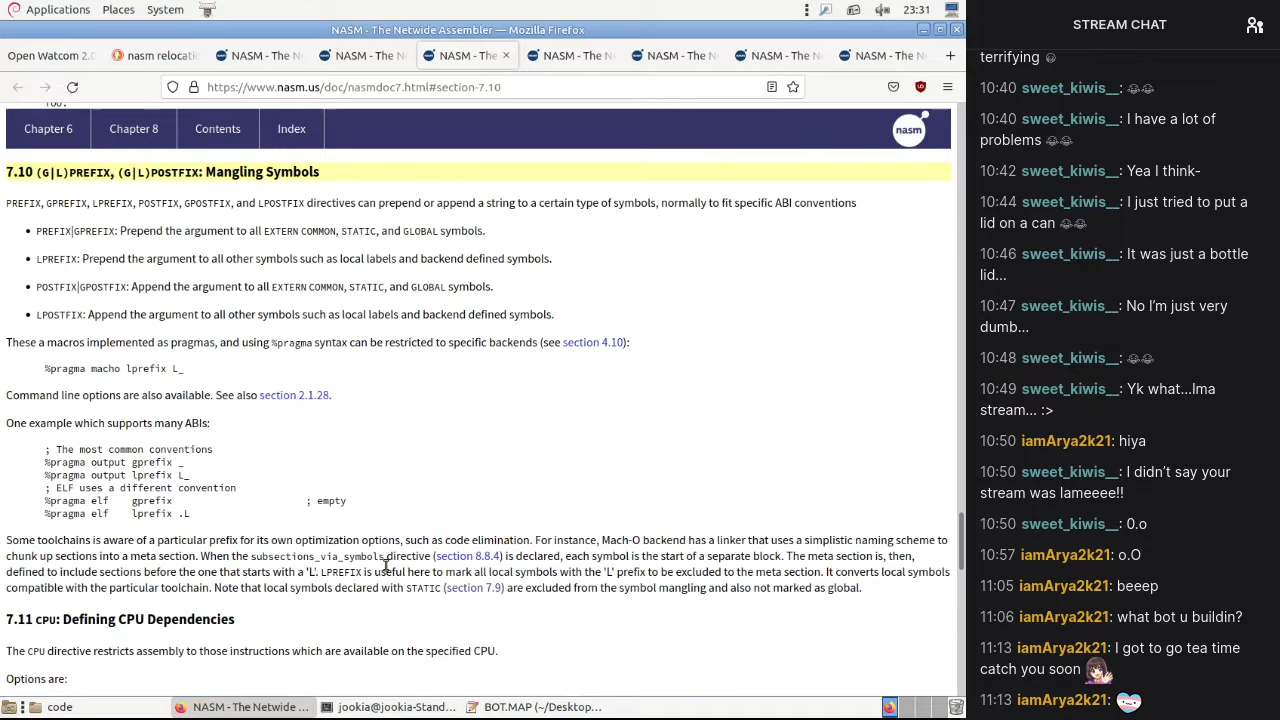 Applications Places System 23:31
NASM - The Netwide Assembler — Mozilla Firefox
Open Watcom 2.0 nasm relocati NASM - The Ne NASM - The Ne NASM - The N NASM - The Ne NASM - The Ne NASM - The Ne NASM - The Ne
https://www.nasm.us/doc/nasmdoc7.html#section-7.10
Chapter 6 Chapter 8 Contents Index nasm
7.10 (G|L)PREFIX, (G|L)POSTFIX: Mangling Symbols
PREFIX, GPREFIX, LPREFIX, POSTFIX, GPOSTFIX, and LPOSTFIX directives can prepend or append a string to a certain type of symbols, normally to fit specific ABI conventions
• PREFIX|GPREFIX: Prepend the argument to all EXTERN COMMON, STATIC, and GLOBAL symbols.
• LPREFIX: Prepend the argument to all other symbols such as local labels and backend defined symbols.
• POSTFIX|GPOSTFIX: Append the argument to all EXTERN COMMON, STATIC, and GLOBAL symbols.
• LPOSTFIX: Append the argument to all other symbols such as local labels and backend defined symbols.
These a macros implemented as pragmas, and using %pragma syntax can be restricted to specific backends (see section 4.10):
%pragma macho lprefix L_
Command line options are also available. See also section 2.1.28.
One example which supports many ABIs:
; The most common conventions
%pragma output gprefix _
%pragma output lprefix L_
; ELF uses a different convention
%pragma elf gprefix ; empty
%pragma elf lprefix .L
Some toolchains is aware of a particular prefix for its own optimization options, such as code elimination. For instance, Mach-O backend has a linker that uses a simplistic naming scheme to
chunk up sections into a meta section. When the subsections_via_symbols directive (section 8.8.4) is declared, each symbol is the start of a separate block. The meta section is, then,
defined to include sections before the one that starts with a 'L'. LPREFIX is useful here to mark all local symbols with the 'L' prefix to be excluded to the meta section. It converts local symbols
compatible with the particular toolchain. Note that local symbols declared with STATIC (section 7.9) are excluded from the symbol mangling and also not marked as global.
7.11 CPU: Defining CPU Dependencies
The CPU directive restricts assembly to those instructions which are available on the specified CPU.
Options are:
code NASM - The Netwide ... jookia@jookia-Stand... BOT.MAP (~/Desktop...
STREAM CHAT
terrifying
10:40 sweet_kiwis__: 😂😂
10:40 sweet_kiwis__: I have a lot of
problems 😂😂
10:42 sweet_kiwis__: Yea I think-
10:44 sweet_kiwis__: I just tried to put a
lid on a can 😂😂
10:46 sweet_kiwis__: It was just a bottle
lid…
10:47 sweet_kiwis__: No I’m just very
dumb…
10:48 sweet_kiwis__: 😂😂
10:49 sweet_kiwis__: Yk what…Ima
stream… :>
10:50 iamArya2k21: hiya
10:50 sweet_kiwis__: I didn’t say your
stream was lameeee!!
10:50 sweet_kiwis__: 0.o
10:57 iamArya2k21: o.O
11:05 iamArya2k21: beeep
11:06 iamArya2k21: what bot u buildin?
11:13 iamArya2k21: I got to go tea time
catch you soon
11:13 iamArya2k21: